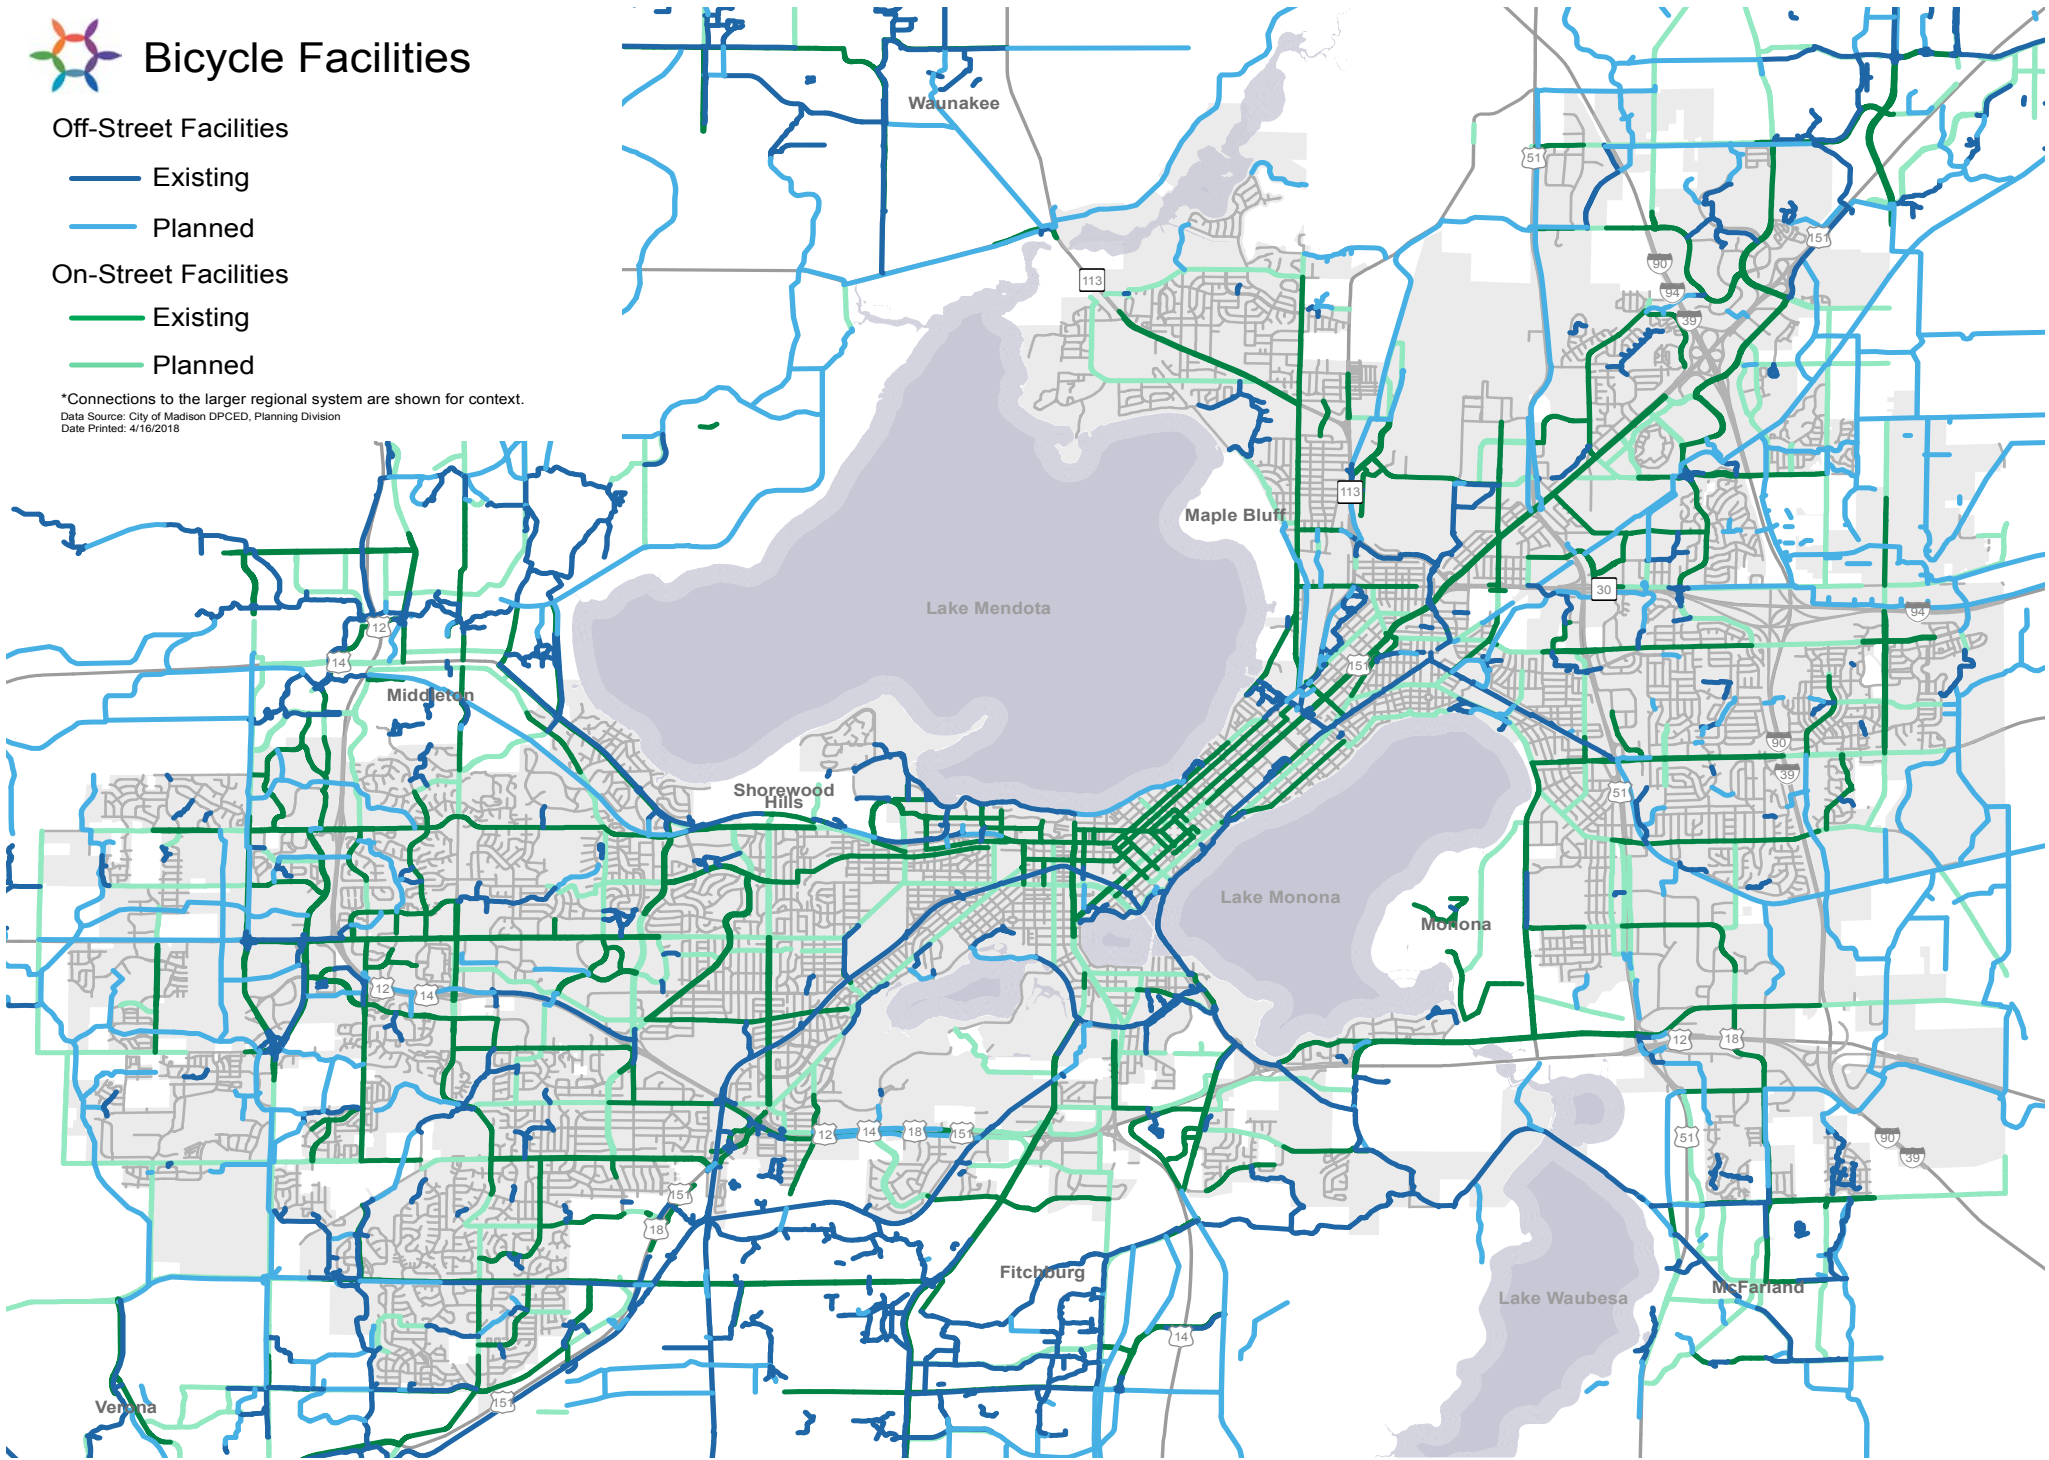 Bicycle Facilities
Off-Street Facilities
Existing
Planned
On-Street Facilities
Existing
Planned
*Connections to the larger regional system are shown for context.
Data Source: City of Madison DPCED, Planning Division
Date Printed: 4/16/2018
Waunakee
51
151
90
113
94
39
113
Maple Bluff
30
Lake Mendota
94
12
14
151
Middleton
90
39
51
Shorewood
Hills
Lake Monona
Monona
12
14
12
18
12
14
18
151
51
90
39
151
18
Fitchburg
McFarland
Lake Waubesa
14
151
Verona